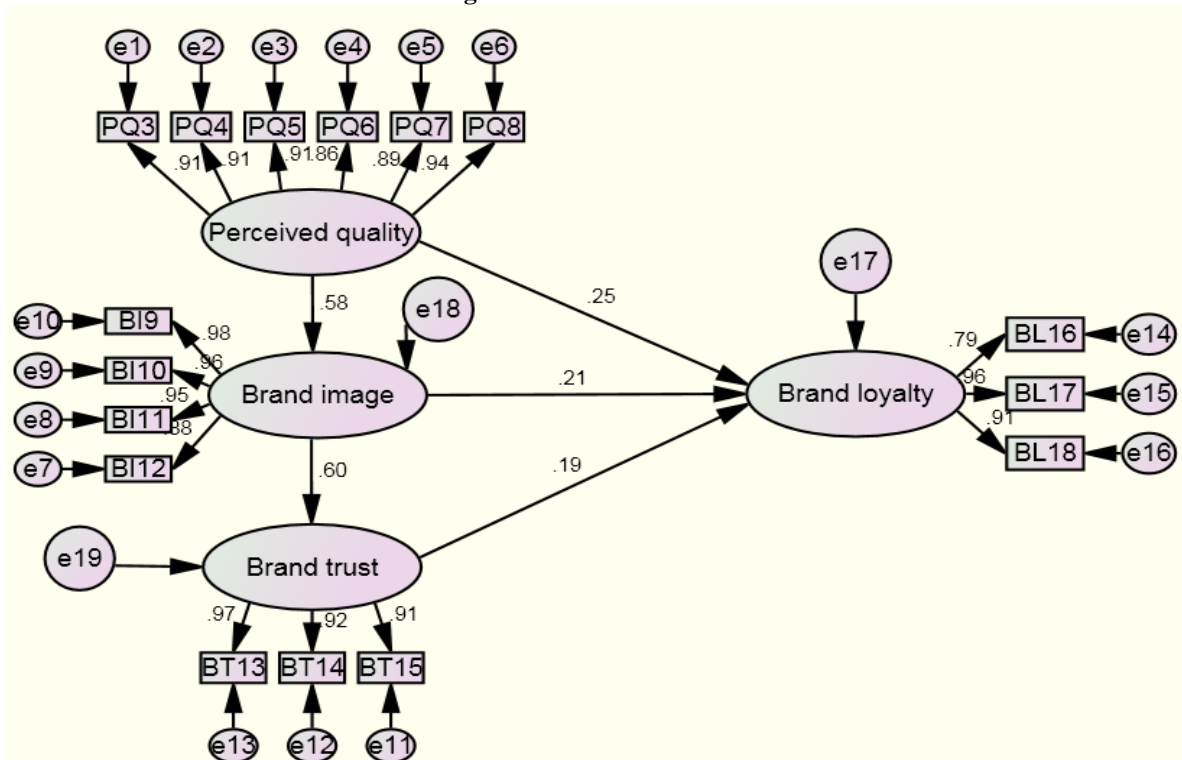 e1 e2 e3 e4 e5 e6
PQ3 PQ4 PQ5 PQ6 PQ7 PQ8
.91 .91 .91 .86 .89 .94
Perceived quality
e17
.25
.58
e18
e10 BI9 .98
e9 BI10 .96
e8 BI11 .95
e7 BI12 .88
Brand image
.21
Brand loyalty
.79 BL16 e14
.96 BL17 e15
.91 BL18 e16
.60
.19
e19
Brand trust
.97 .92 .91
BT13 BT14 BT15
e13 e12 e11